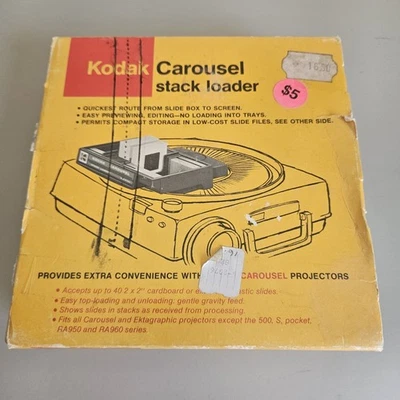 Kodak Carousel
stack loader
$5
• QUICKEST ROUTE FROM SLIDE BOX TO SCREEN.
• EASY PREVIEWING, EDITING—NO LOADING INTO TRAYS.
• PERMITS COMPACT STORAGE IN LOW-COST SLIDE FILES, SEE OTHER SIDE.
PROVIDES EXTRA CONVENIENCE WITH CAROUSEL PROJECTORS
• Accepts up to 40 2 x 2" cardboard or slides.
• Easy top-loading and unloading: gentle gravity feed.
• Shows slides in stacks as received from processing.
• Fits all Carousel and Ektagraphic projectors except the 500, S, pocket,
RA950 and RA960 series.